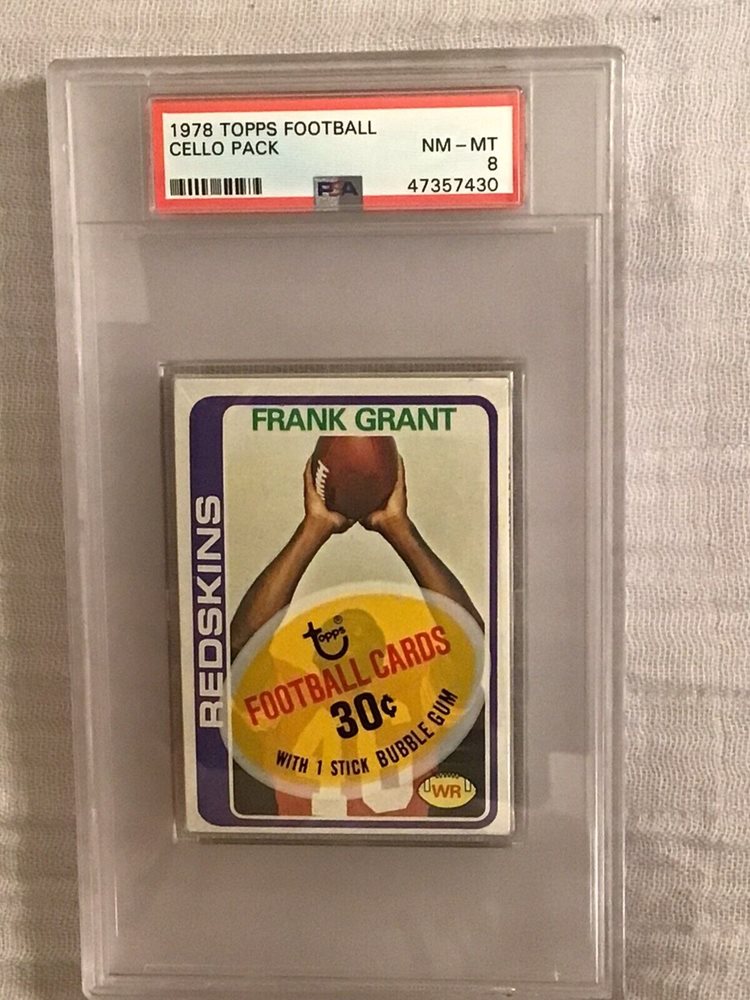 1978 TOPPS FOOTBALL
CELLO PACK
NM-MT
8
PSA
47357430
FRANK GRANT
REDSKINS
topps®
FOOTBALL CARDS
30¢
WITH 1 STICK BUBBLE GUM
WR